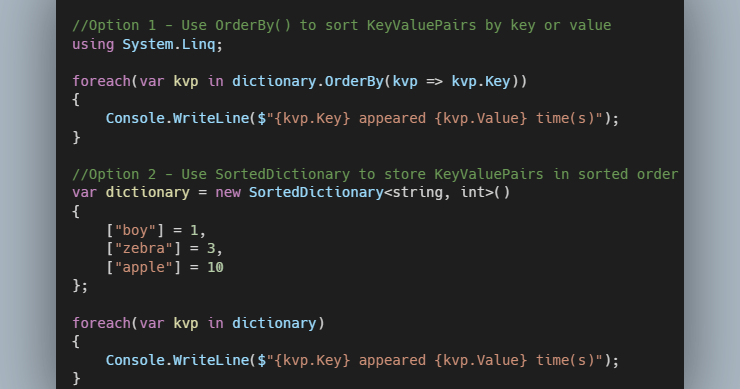 //Option 1 - Use OrderBy() to sort KeyValuePairs by key or value
using System.Linq;
foreach(var kvp in dictionary.OrderBy(kvp => kvp.Key))
{
    Console.WriteLine($"{kvp.Key} appeared {kvp.Value} time(s)");
}
//Option 2 - Use SortedDictionary to store KeyValuePairs in sorted order
var dictionary = new SortedDictionary<string, int>()
{
    ["boy"] = 1,
    ["zebra"] = 3,
    ["apple"] = 10
};
foreach(var kvp in dictionary)
{
    Console.WriteLine($"{kvp.Key} appeared {kvp.Value} time(s)");
}